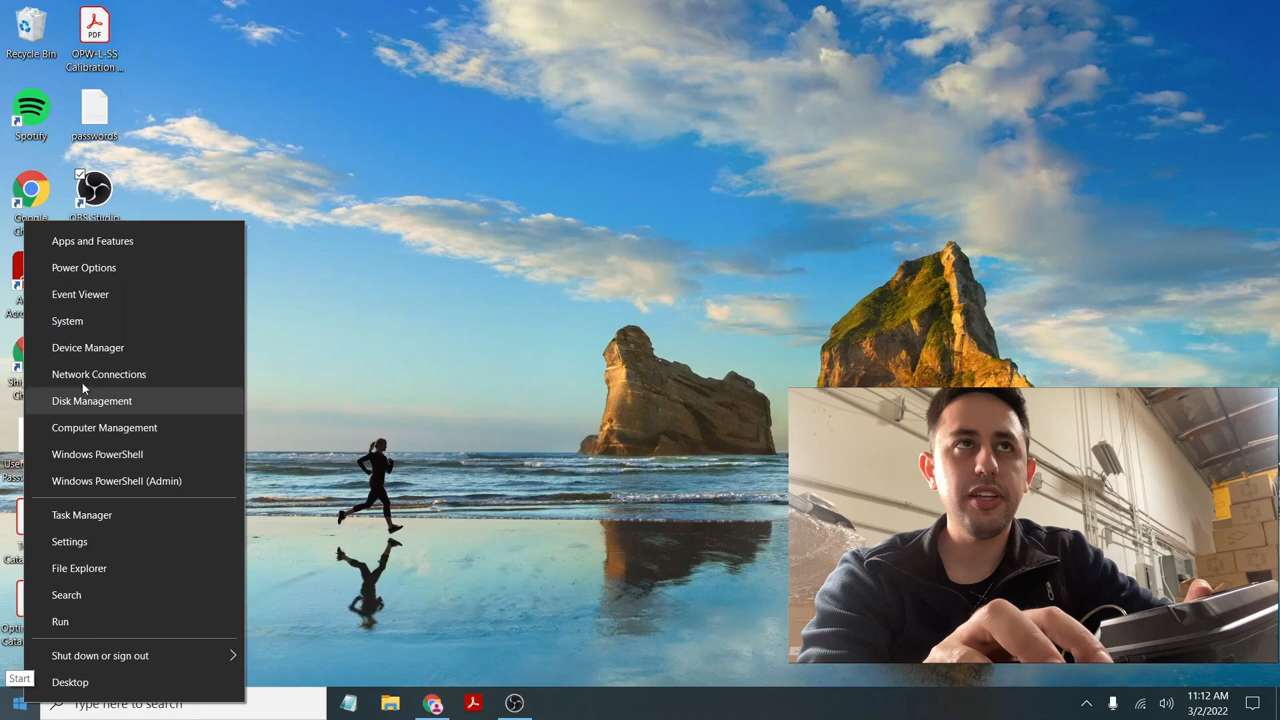 Recycle Bin
PDF
OPW-L-SS
Calibration ...
Spotify
passwords
Google
OBS Studio
Apps and Features
Power Options
Event Viewer
System
Device Manager
Network Connections
Disk Management
Computer Management
Windows PowerShell
Windows PowerShell (Admin)
Task Manager
Settings
File Explorer
Search
Run
Shut down or sign out
Desktop
Start
Type here to search
11:12 AM
3/2/2022